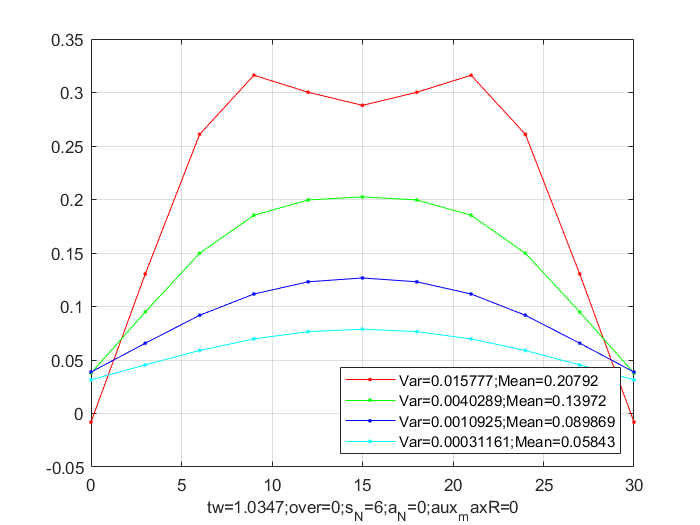 0.35
0.3
0.25
0.2
0.15
0.1
0.05
0
-0.05
0 5 10 15 20 25 30
Var=0.015777;Mean=0.20792
Var=0.0040289;Mean=0.13972
Var=0.0010925;Mean=0.089869
Var=0.00031161;Mean=0.05843
tw=1.0347;over=0;s_N=6;a_N=0;aux_maxR=0